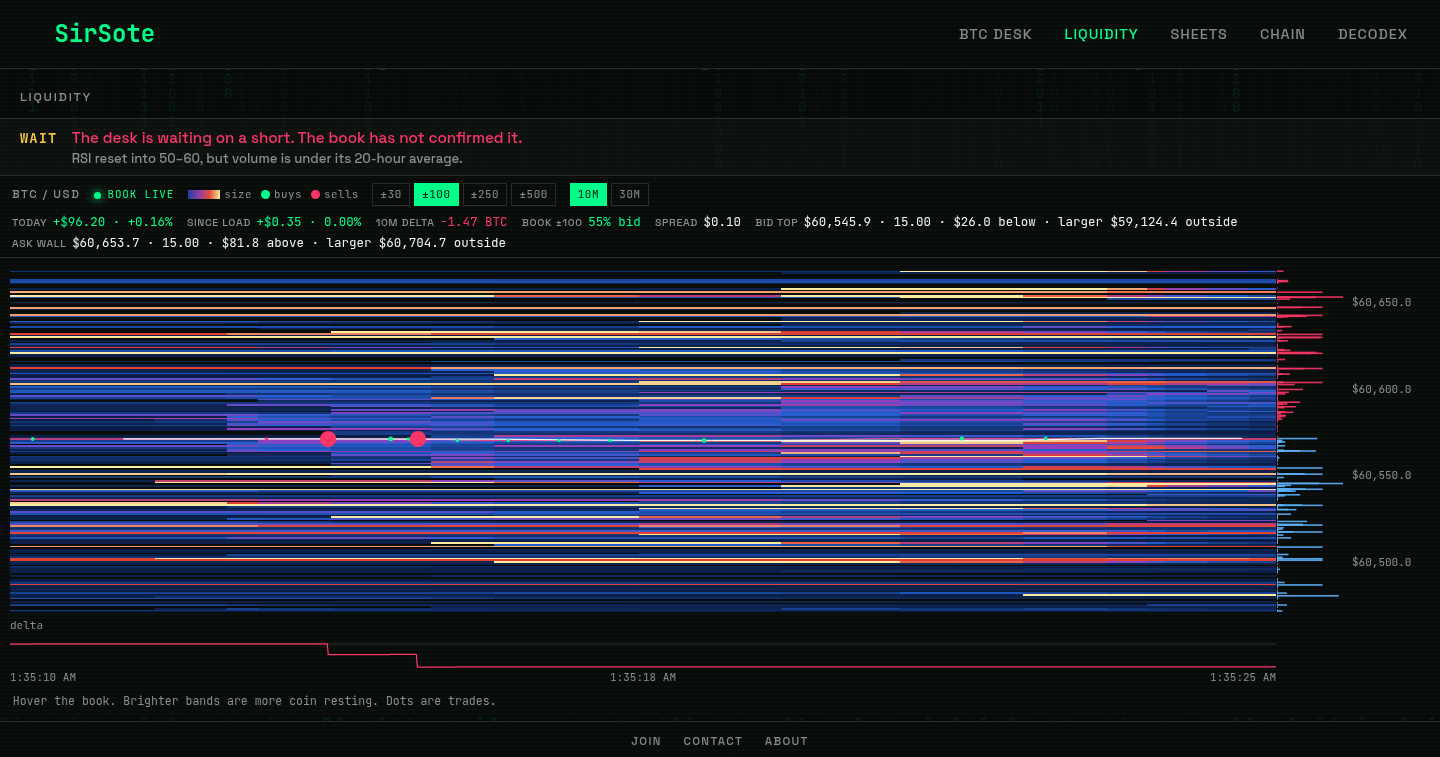 SirSote
BTC DESK LIQUIDITY SHEETS CHAIN DECODEX
LIQUIDITY
WAIT The desk is waiting on a short. The book has not confirmed it.
RSI reset into 50–60, but volume is under its 20-hour average.
BTC / USD BOOK LIVE size buys sells ±30 ±100 ±250 ±500 10M 30M
TODAY +$96.20 · +0.16% SINCE LOAD +$0.35 · 0.00% 10M DELTA -1.47 BTC BOOK ±100 55% bid SPREAD $0.10 BID TOP $60,545.9 · 15.00 · $26.0 below · larger $59,124.4 outside
ASK WALL $60,653.7 · 15.00 · $81.8 above · larger $60,704.7 outside
$60,650.0
$60,600.0
$60,550.0
$60,500.0
delta
1:35:10 AM 1:35:18 AM 1:35:25 AM
Hover the book. Brighter bands are more coin resting. Dots are trades.
JOIN CONTACT ABOUT